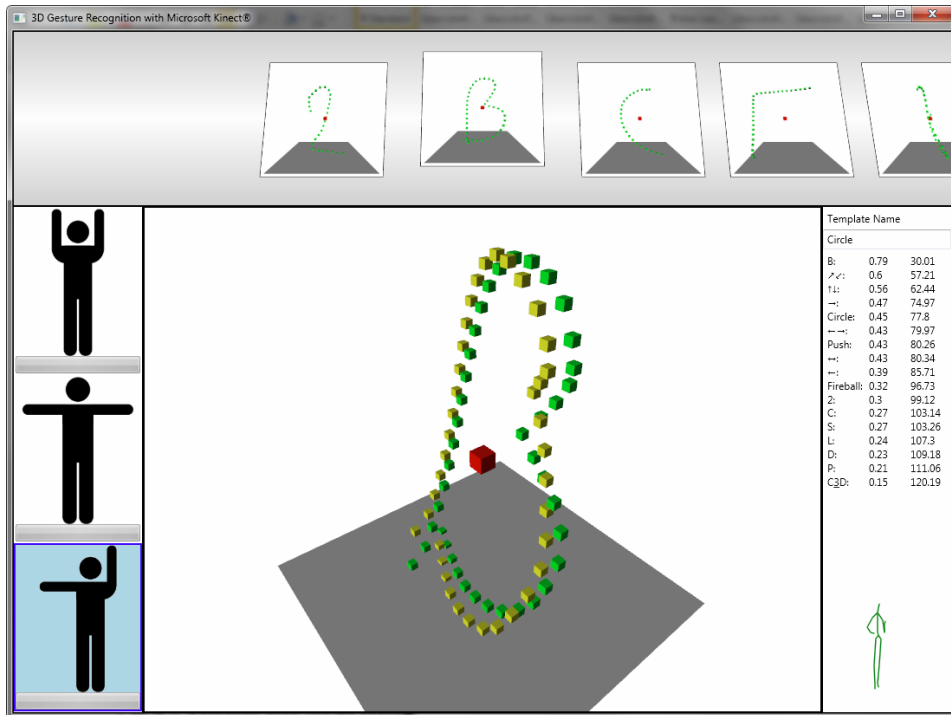 3D Gesture Recognition with Microsoft Kinect®
Template Name
Circle
B: 0.79 30.01
↗↙: 0.6 57.21
↑↓: 0.56 62.44
→: 0.47 74.97
Circle: 0.45 77.8
←→: 0.43 79.97
Push: 0.43 80.26
↔: 0.43 80.34
←: 0.39 85.71
Fireball: 0.32 96.73
2: 0.3 99.12
C: 0.27 103.14
S: 0.27 103.26
L: 0.24 107.3
D: 0.23 109.18
P: 0.21 111.06
C3D: 0.15 120.19